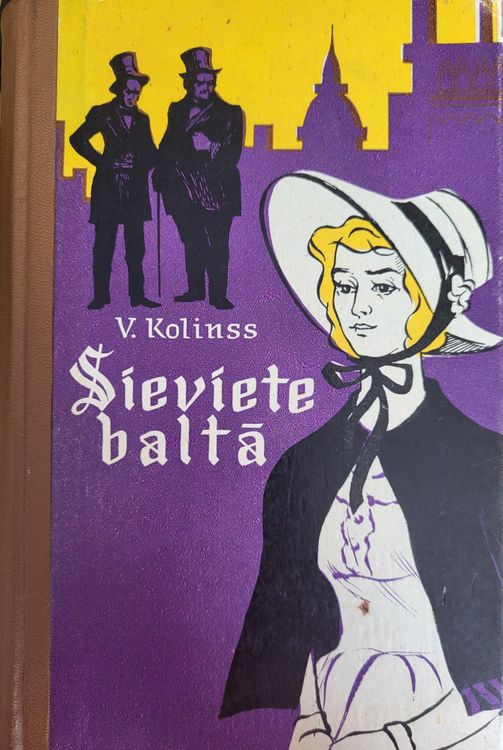 V. Kolinss
Sieviete
baltā